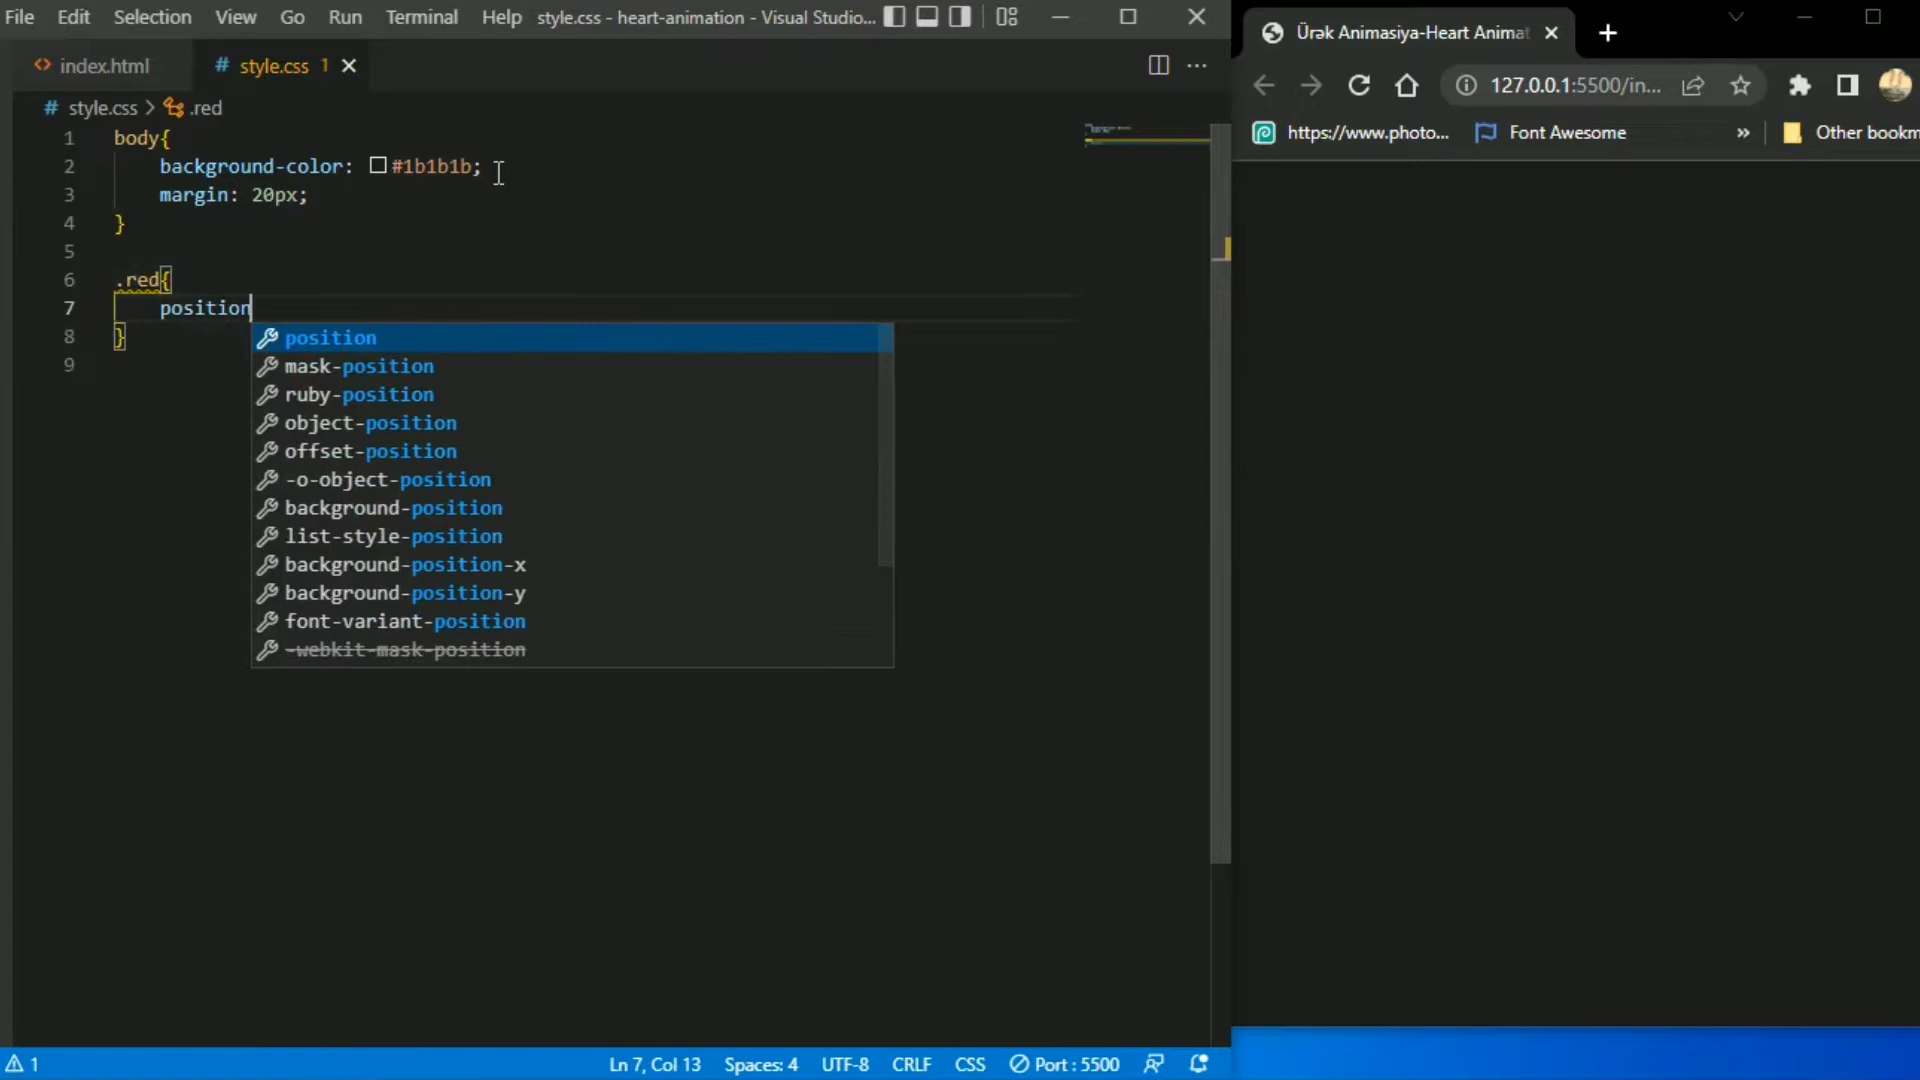 File Edit Selection View Go Run Terminal Help style.css - heart-animation - Visual Studio...
index.html # style.css 1
# style.css > .red
1 body{
2 background-color: #1b1b1b;
3 margin: 20px;
4 }
5
6 .red{
7 position
8 }
9
position
mask-position
ruby-position
object-position
offset-position
-o-object-position
background-position
list-style-position
background-position-x
background-position-y
font-variant-position
-webkit-mask-position
1 Ln 7, Col 13 Spaces: 4 UTF-8 CRLF CSS Port : 5500
Ürək Animasiya-Heart Animat
127.0.0.1:5500/in...
https://www.photo... Font Awesome » Other bookm